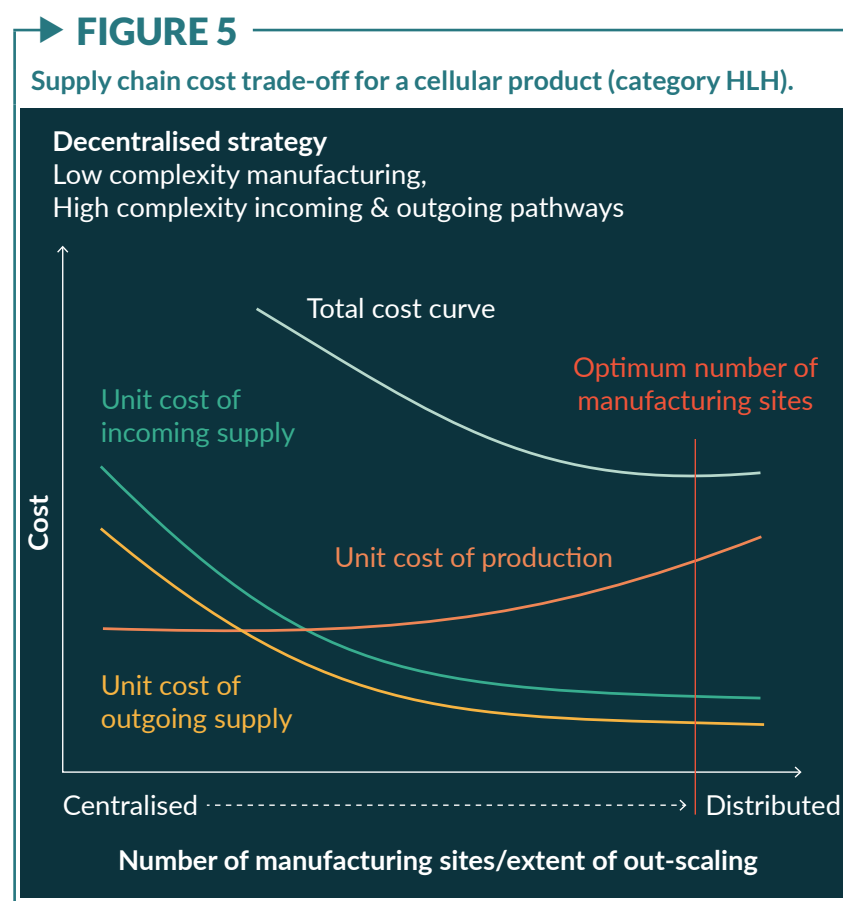 FIGURE 5
Supply chain cost trade-off for a cellular product (category HLH).
Decentralised strategy
Low complexity manufacturing,
High complexity incoming & outgoing pathways
Total cost curve
Optimum number of
manufacturing sites
Unit cost of
incoming supply
Cost
Unit cost of production
Unit cost of
outgoing supply
Centralised
Distributed
Number of manufacturing sites/extent of out-scaling